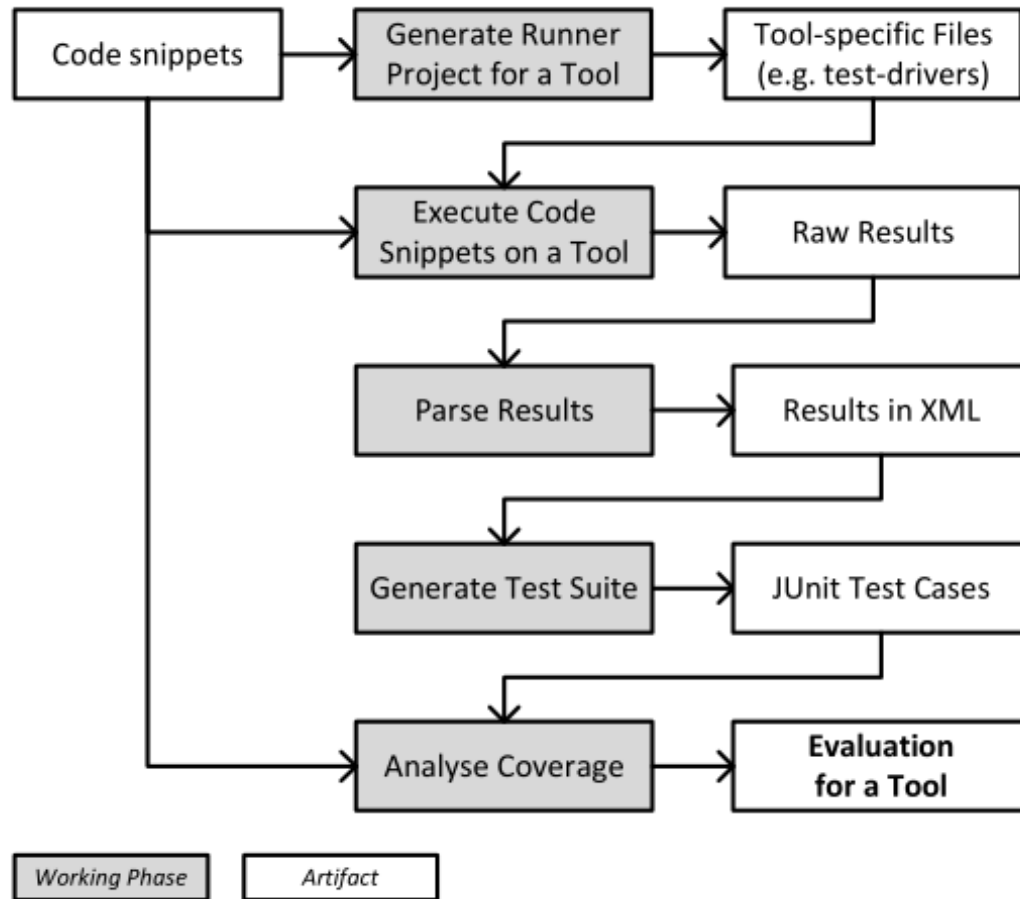 Code snippets
Generate Runner
Project for a Tool
Tool-specific Files
(e.g. test-drivers)
Execute Code
Snippets on a Tool
Raw Results
Parse Results
Results in XML
Generate Test Suite
JUnit Test Cases
Analyse Coverage
Evaluation
for a Tool
Working Phase
Artifact